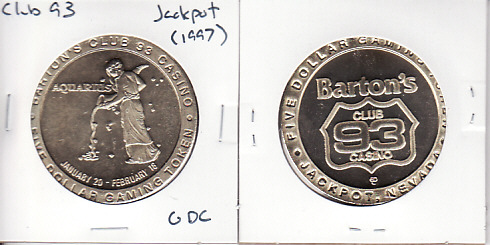 Club 93
Jackpot
(1997)
BARTON'S CLUB 93 CASINO
AQUARIUS
JANUARY 20 - FEBRUARY 18
FIVE DOLLAR GAMING TOKEN
GDC
FIVE DOLLAR GAMING TOKEN
Barton's
CLUB
93
CASINO
JACKPOT, NEVADA